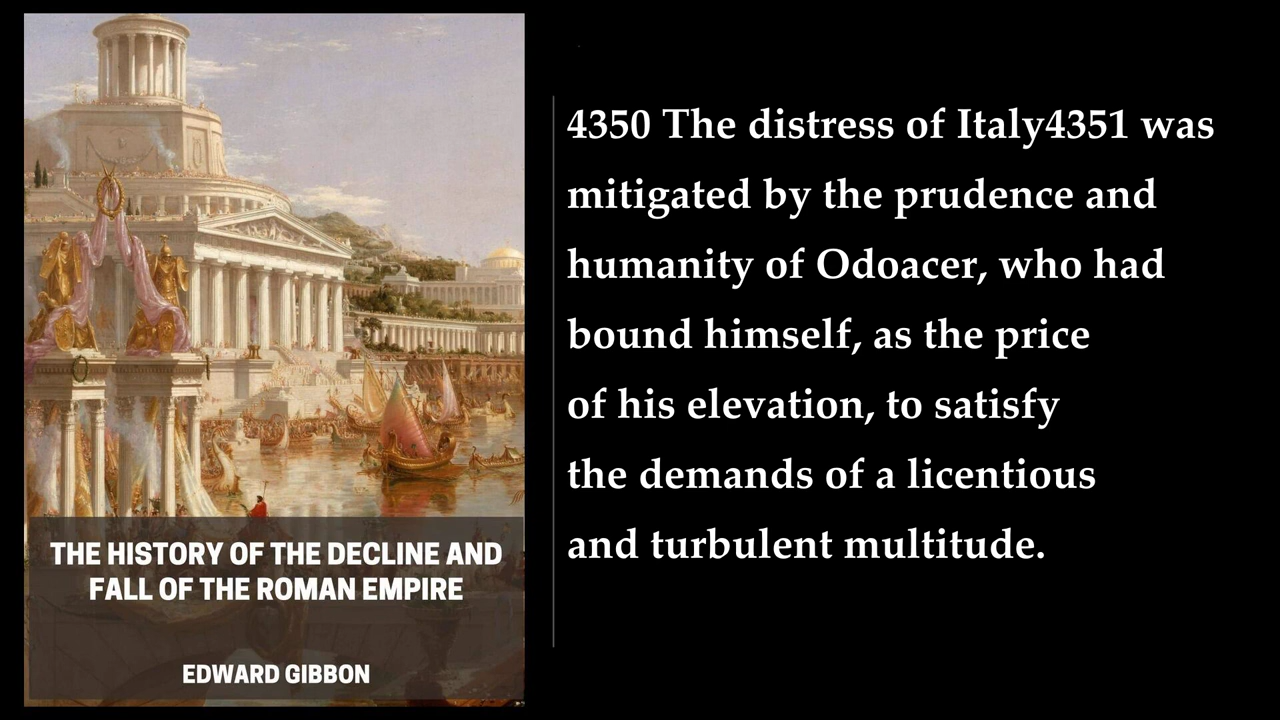 THE HISTORY OF THE DECLINE AND
FALL OF THE ROMAN EMPIRE
EDWARD GIBBON
4350 The distress of Italy4351 was
mitigated by the prudence and
humanity of Odoacer, who had
bound himself, as the price
of his elevation, to satisfy
the demands of a licentious
and turbulent multitude.